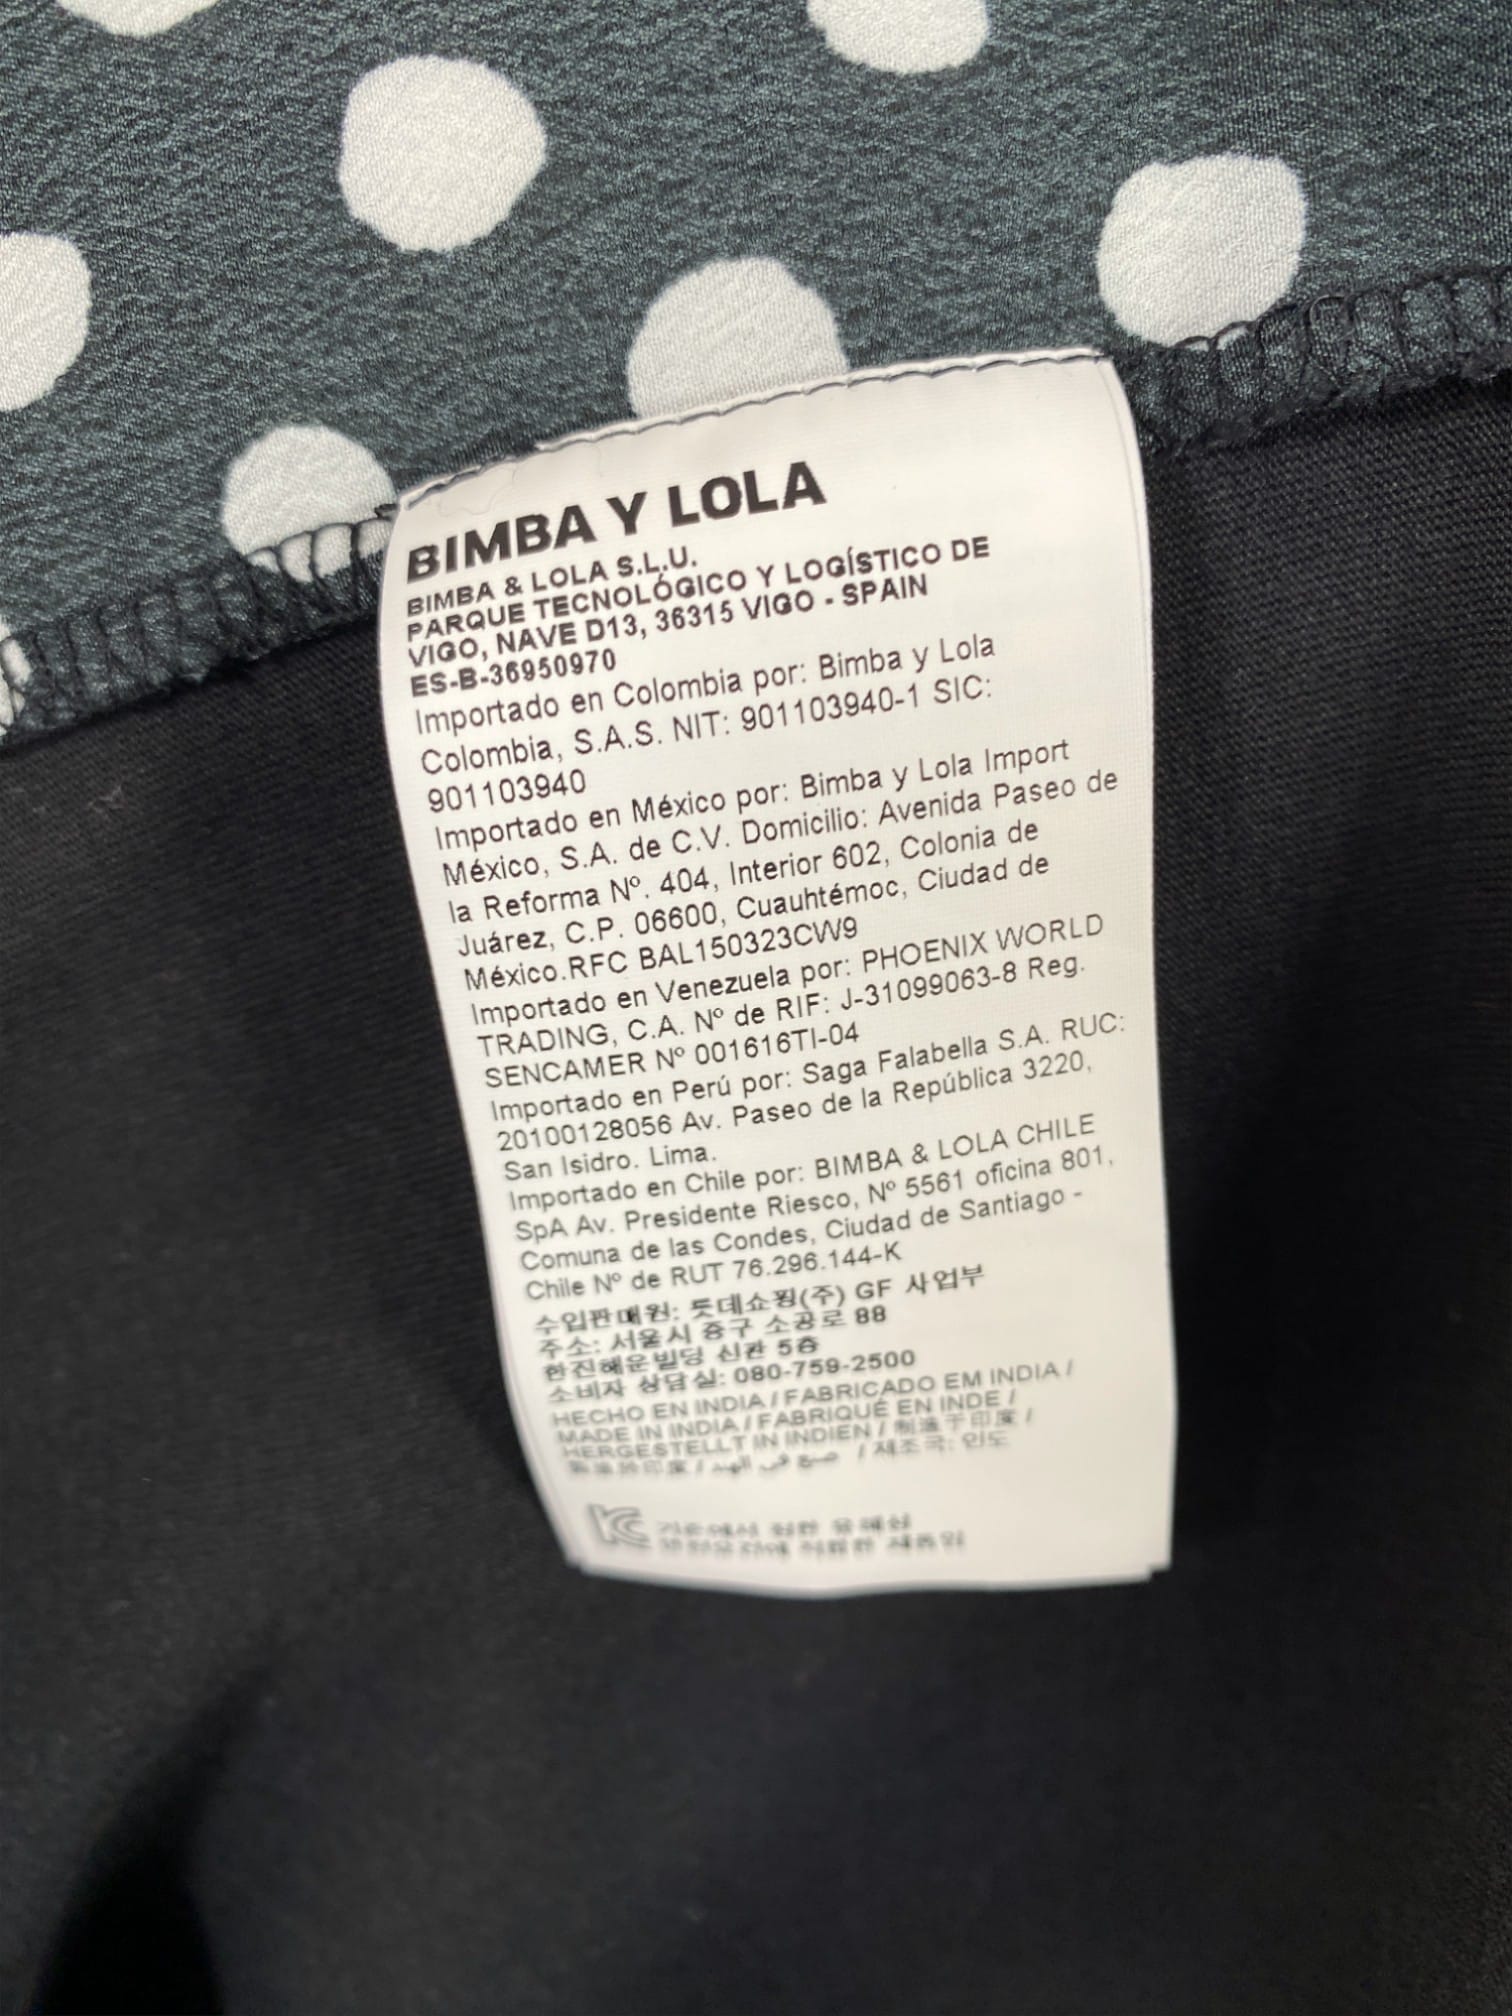 BIMBA Y LOLA
BIMBA & LOLA S.L.U.
PARQUE TECNOLÓGICO Y LOGÍSTICO DE
VIGO, NAVE D13, 36315 VIGO - SPAIN
ES-B-36950970
Importado en Colombia por: Bimba y Lola
Colombia, S.A.S. NIT: 901103940-1 SIC:
901103940
Importado en México por: Bimba y Lola Import
México, S.A. de C.V. Domicilio: Avenida Paseo de
la Reforma Nº. 404, Interior 602, Colonia de
Juárez, C.P. 06600, Cuauhtémoc, Ciudad de
México.RFC BAL150323CW9
Importado en Venezuela por: PHOENIX WORLD
TRADING, C.A. Nº de RIF: J-31099063-8 Reg.
SENCAMER Nº 001616TI-04
Importado en Perú por: Saga Falabella S.A. RUC:
20100128056 Av. Paseo de la República 3220,
San Isidro. Lima.
Importado en Chile por: BIMBA & LOLA CHILE
SpA Av. Presidente Riesco, Nº 5561 oficina 801,
Comuna de las Condes, Ciudad de Santiago -
Chile Nº de RUT 76.296.144-K
수입판매원: 롯데쇼핑(주) GF 사업부
주소: 서울시 중구 소공로 88
한진해운빌딩 신관 5층
소비자 상담실: 080-759-2500
HECHO EN INDIA / FABRICADO EM INDIA /
MADE IN INDIA / FABRIQUÉ EN INDE /
HERGESTELLT IN INDIEN / 制造于印度 /
صنع في الهند / 제조국: 인도
KC